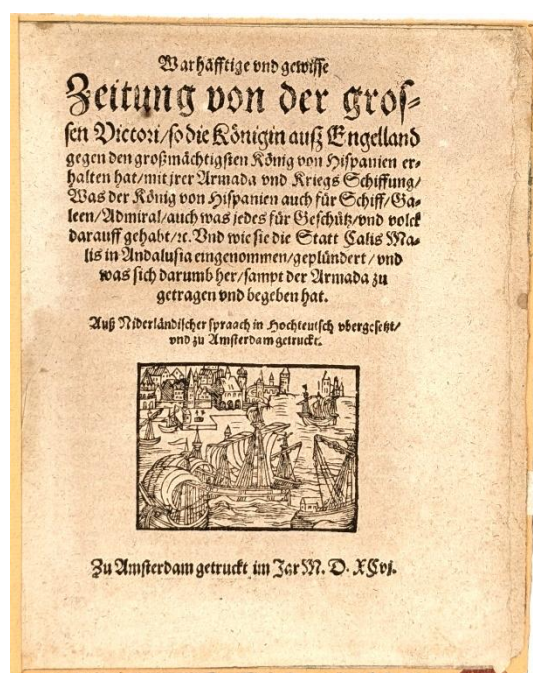 Warhafftige vnd gewisse
Zeitung von der gros-
sen Victori/so die Königin auß Engelland
gegen den großmächtigsten König von Hispanien er-
halten hat/mit jrer Armada vnd Kriegs Schiffung/
Was der König von Hispanien auch für Schiff/Ga-
leen/Admiral/auch was jedes für Geschütz/vnd volck
darauff gehabt/ꝛc. Vnd wie sie die Statt Calis Ma-
lis in Andalusia eingenommen/geplündert/vnd
was sich darumb her/sampt der Armada zu
getragen vnd begeben hat.
Auß Niderländischer spraach in Hochteutsch vbergesetzt/
vnd zu Amsterdam getruckt.
Zu Amsterdam getruckt im Jar M. D. XCvj.